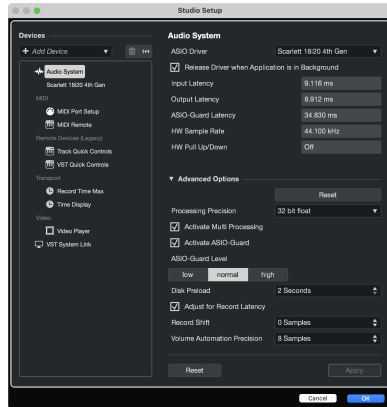 Studio Setup
Devices
+ Add Device
Audio System
Scarlett 18i20 4th Gen
MIDI
MIDI Port Setup
MIDI Remote
Remote Devices (Legacy)
Track Quick Controls
VST Quick Controls
Transport
Record Time Max
Time Display
Video
Video Player
VST System Link
Audio System
ASIO Driver Scarlett 18i20 4th Gen
Release Driver when Application is in Background
Input Latency 9.116 ms
Output Latency 8.912 ms
ASIO-Guard Latency 34.830 ms
HW Sample Rate 44.100 kHz
HW Pull Up/Down Off
Advanced Options
Reset
Processing Precision 32 bit float
Activate Multi Processing
Activate ASIO-Guard
ASIO-Guard Level
low normal high
Disk Preload 2 Seconds
Adjust for Record Latency
Record Shift 0 Samples
Volume Automation Precision 8 Samples
Reset Apply
Cancel OK